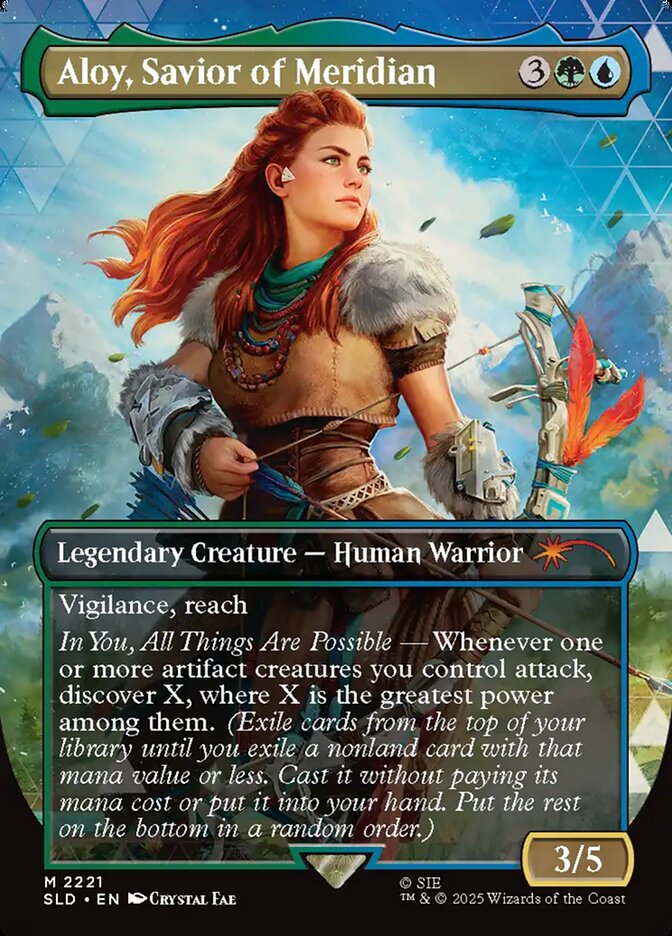 Aloy, Savior of Meridian 3
Legendary Creature — Human Warrior
Vigilance, reach
In You, All Things Are Possible — Whenever one
or more artifact creatures you control attack,
discover X, where X is the greatest power
among them. (Exile cards from the top of your
library until you exile a nonland card with that
mana value or less. Cast it without paying its
mana cost or put it into your hand. Put the rest
on the bottom in a random order.)
3/5
M 2221
SLD • EN Crystal Fae
© SIE
™ & © 2025 Wizards of the Coast